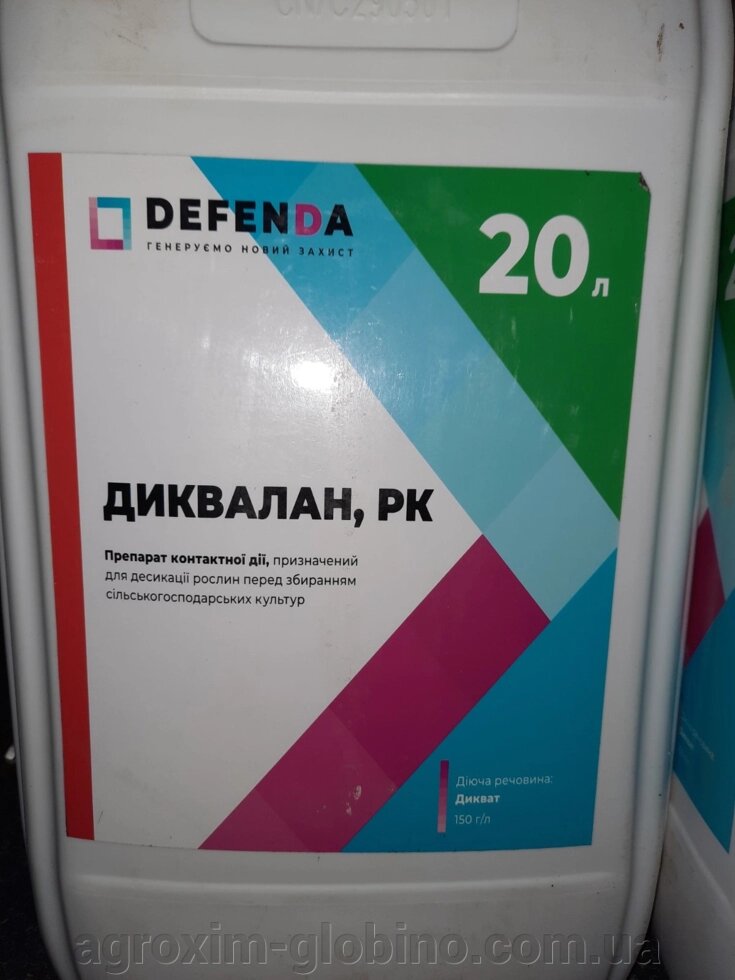 DEFENDA
ГЕНЕРУЄМО НОВИЙ ЗАХИСТ
20 л
ДИКВАЛАН, РК
Препарат контактної дії, призначений
для десикації рослин перед збиранням
сільськогосподарських культур
Діюча речовина:
Дикват
150 г/л
agroxim-globino.com.ua